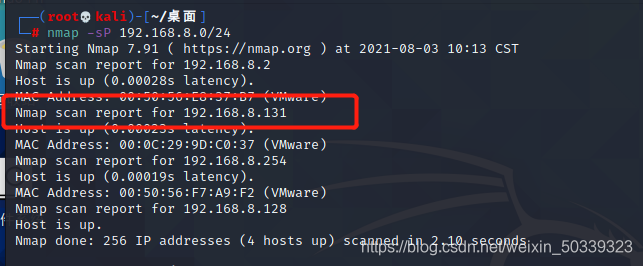 (root💀kali)-[~/桌面]
# nmap -sP 192.168.8.0/24
Starting Nmap 7.91 ( https://nmap.org ) at 2021-08-03 10:13 CST
Nmap scan report for 192.168.8.2
Host is up (0.00028s latency).
MAC Address: 00:50:56:E8:37:B7 (VMware)
Nmap scan report for 192.168.8.131
Host is up (0.00023s latency).
MAC Address: 00:0C:29:9D:C0:37 (VMware)
Nmap scan report for 192.168.8.254
Host is up (0.00019s latency).
MAC Address: 00:50:56:F7:A9:F2 (VMware)
Nmap scan report for 192.168.8.128
Host is up.
Nmap done: 256 IP addresses (4 hosts up) scanned in 2.10 seconds
https://blog.csdn.net/weixin_50339323